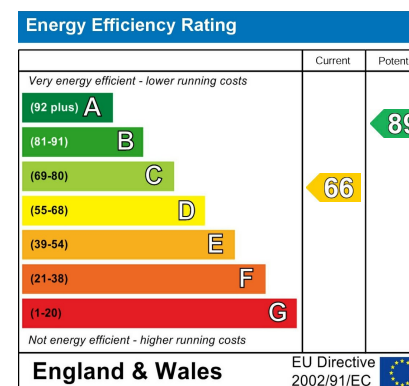 Energy Efficiency Rating
Current
Very energy efficient - lower running costs
(92 plus) A
(81-91) B
89
(69-80) C
66
(55-68) D
(39-54) E
(21-38) F
(1-20) G
Not energy efficient - higher running costs
England & Wales
EU Directive
2002/91/EC